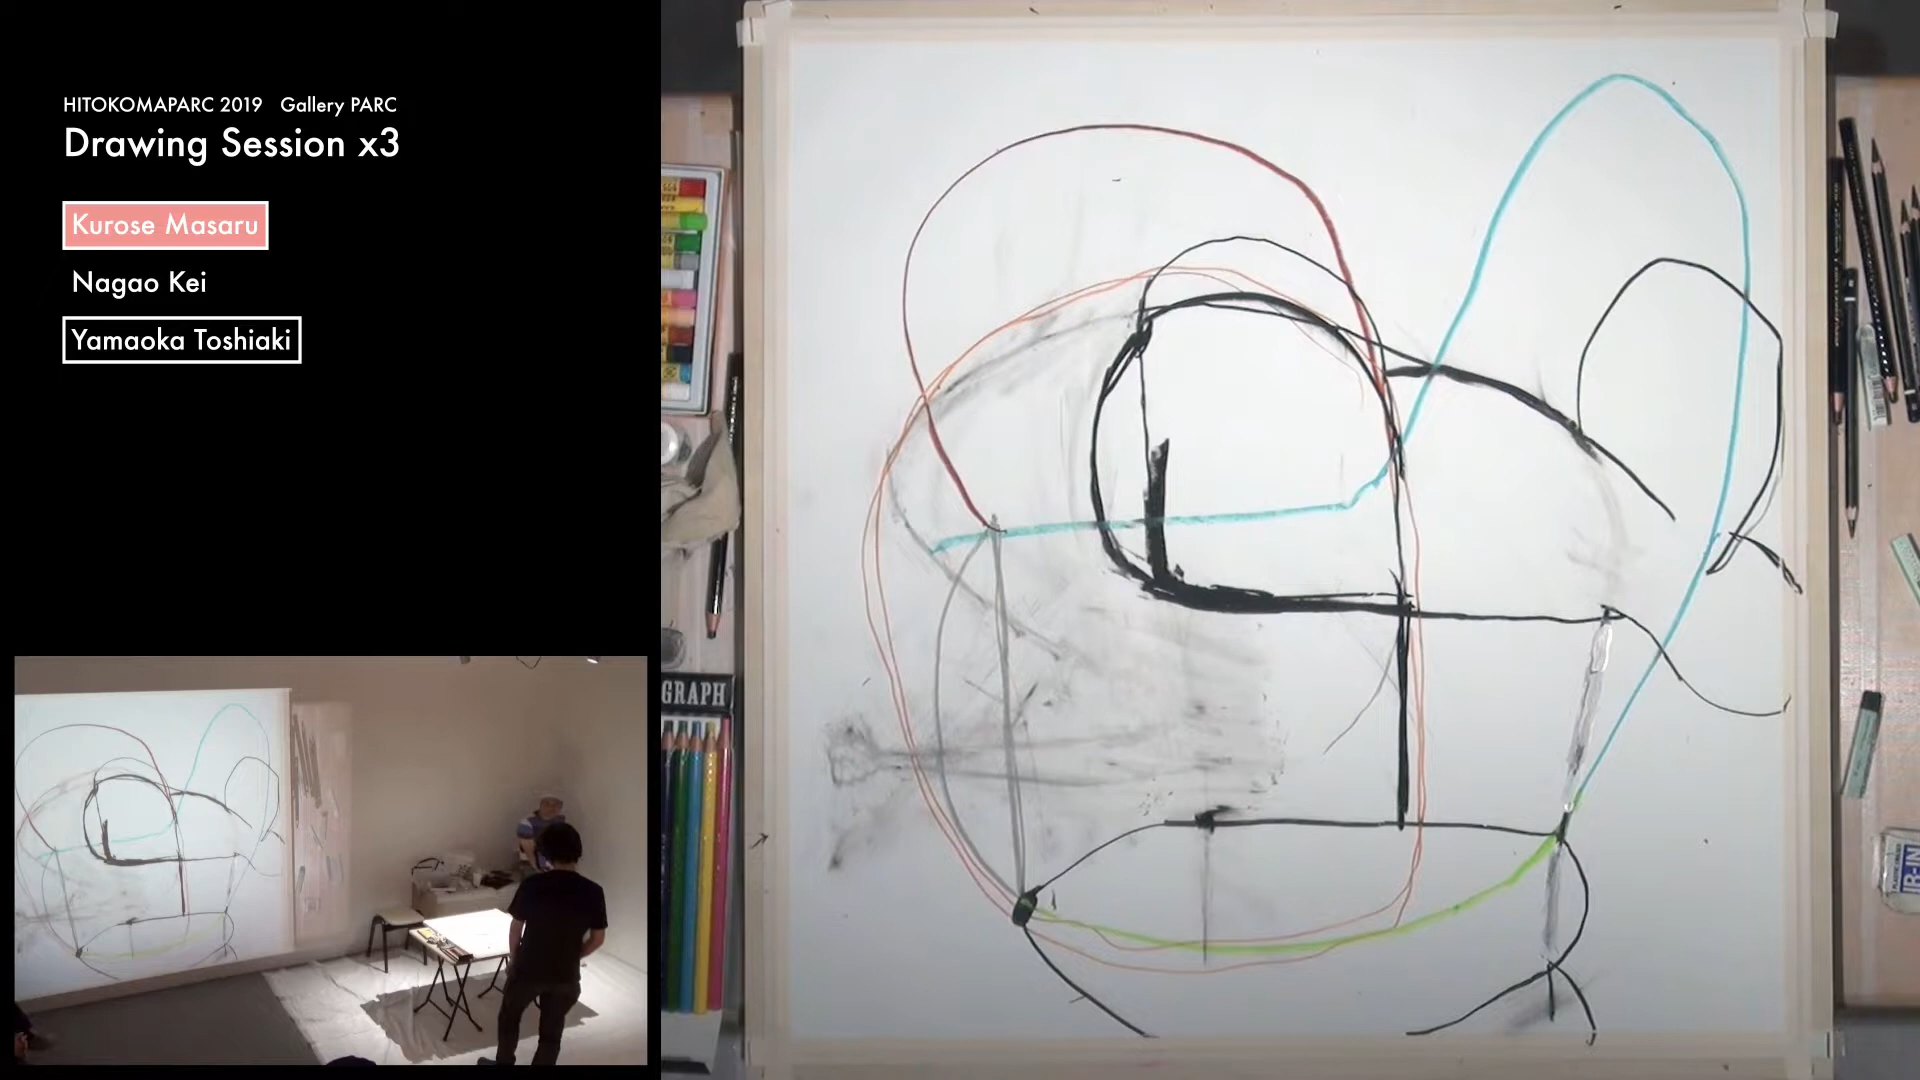 HITOKOMAPARC 2019 Gallery PARC
Drawing Session x3
Kurose Masaru
Nagao Kei
Yamaoka Toshiaki
GRAPH